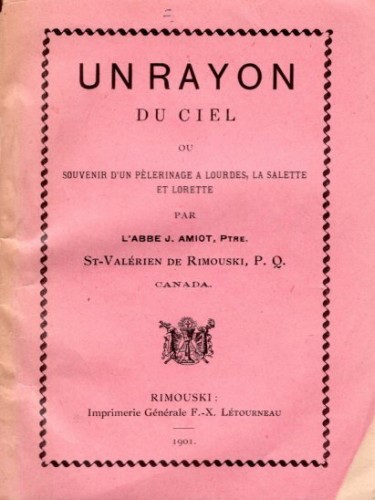 UN RAYON
DU CIEL
OU
SOUVENIR D'UN PÈLERINAGE A LOURDES, LA SALETTE
ET LORETTE
PAR
L'ABBE J. AMIOT, PTRE.
ST-VALÉRIEN DE RIMOUSKI, P. Q.
CANADA.
RIMOUSKI:
Imprimerie Générale F.-X. LÉTOURNEAU
1901.